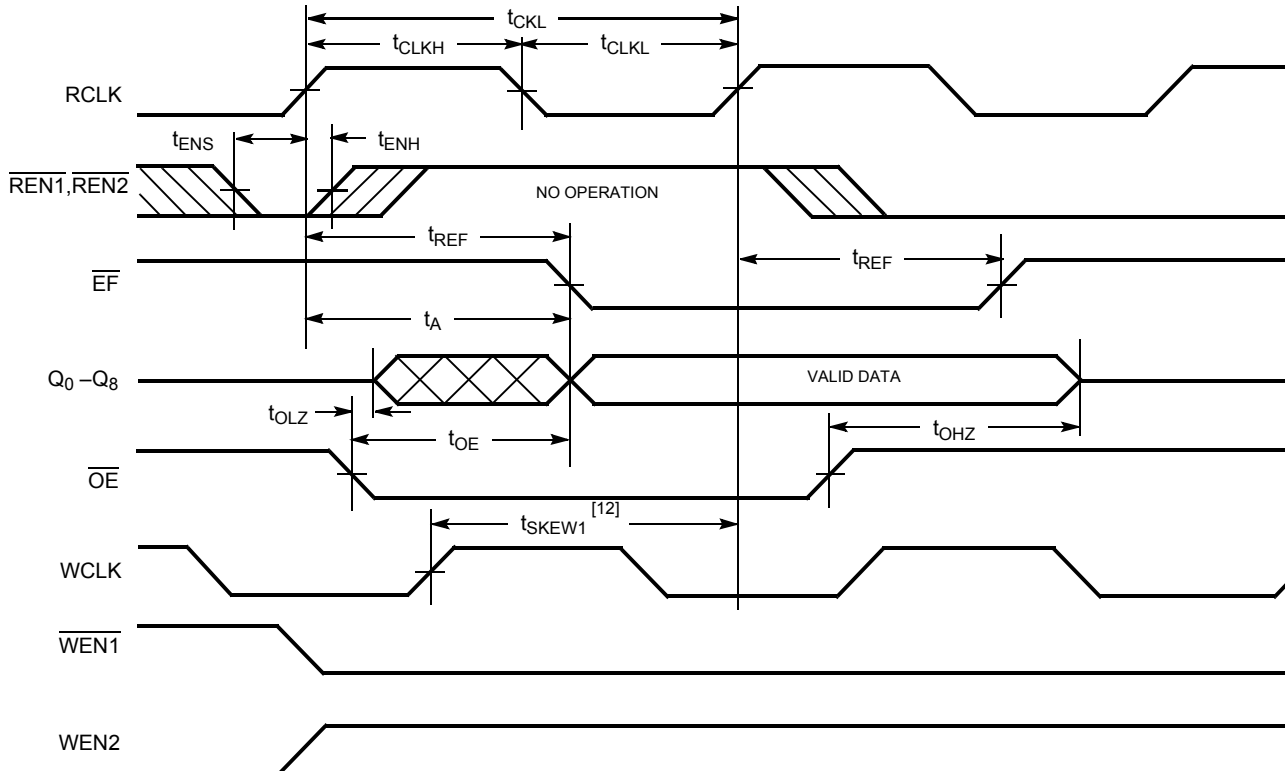 tCKL
tCLKH tCLKL
RCLK
tENS tENH
REN1,REN2 NO OPERATION
tREF tREF
EF
tA
Q0 –Q8 VALID DATA
tOLZ tOE tOHZ
OE
tSKEW1 [12]
WCLK
WEN1
WEN2